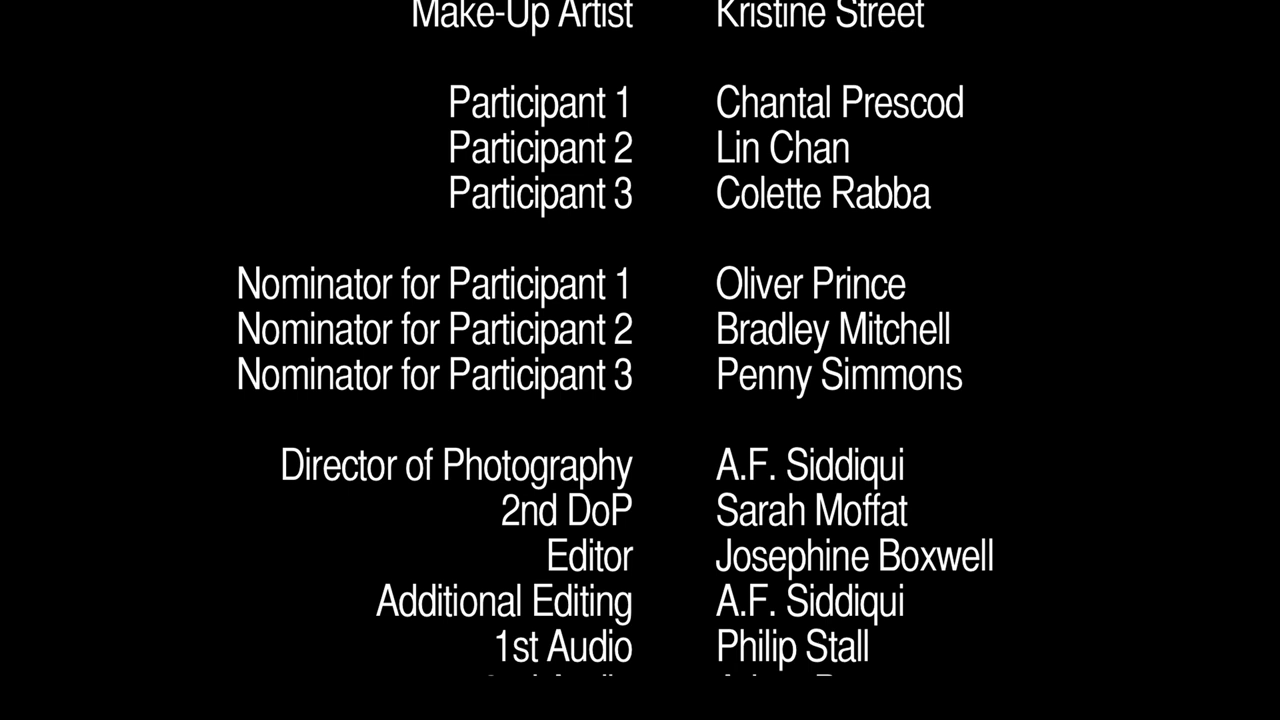 Make-Up Artist Kristine Street
Participant 1 Chantal Prescod
Participant 2 Lin Chan
Participant 3 Colette Rabba
Nominator for Participant 1 Oliver Prince
Nominator for Participant 2 Bradley Mitchell
Nominator for Participant 3 Penny Simmons
Director of Photography A.F. Siddiqui
2nd DoP Sarah Moffat
Editor Josephine Boxwell
Additional Editing A.F. Siddiqui
1st Audio Philip Stall